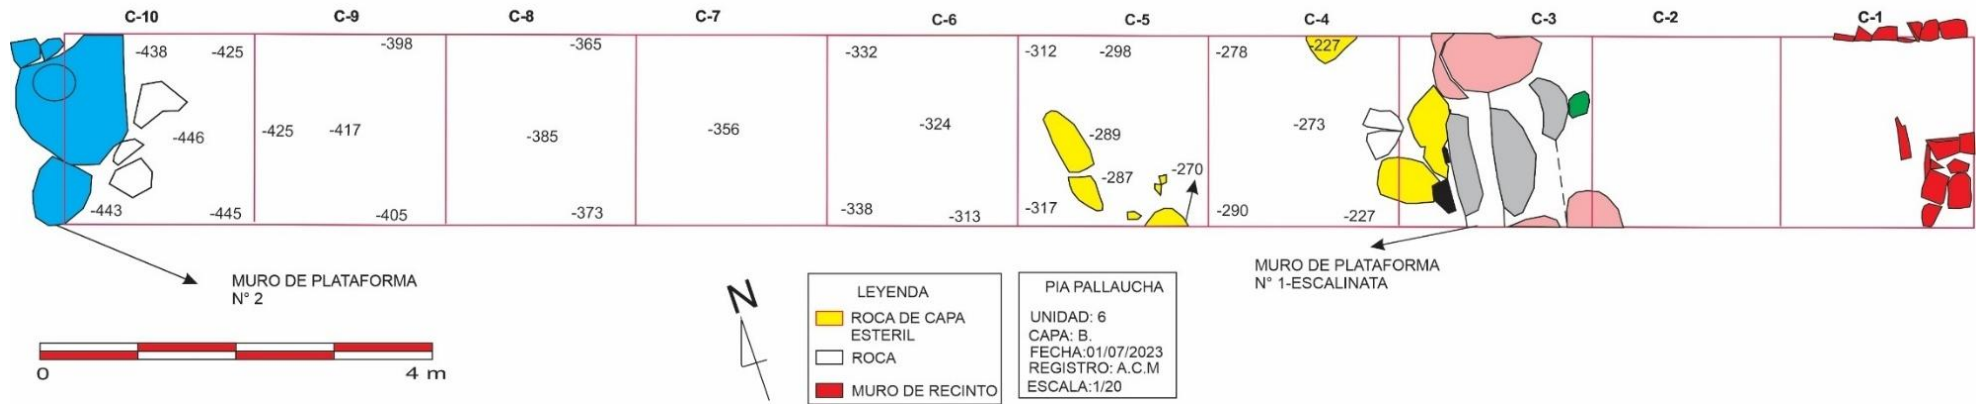 C-10 C-9 C-8 C-7 C-6 C-5 C-4 C-3 C-2 C-1
-438 -425 -398 -365 -332 -312 -298 -278 -227
-446 -425 -417 -385 -356 -324 -289 -273
-287 -270
-443 -445 -405 -373 -338 -313 -317 -290 -227
MURO DE PLATAFORMA
N° 2
MURO DE PLATAFORMA
N° 1-ESCALINATA
0 4 m
N
LEYENDA
ROCA DE CAPA
ESTERIL
ROCA
MURO DE RECINTO
PIA PALLAUCHA
UNIDAD: 6
CAPA: B.
FECHA:01/07/2023
REGISTRO: A.C.M
ESCALA:1/20